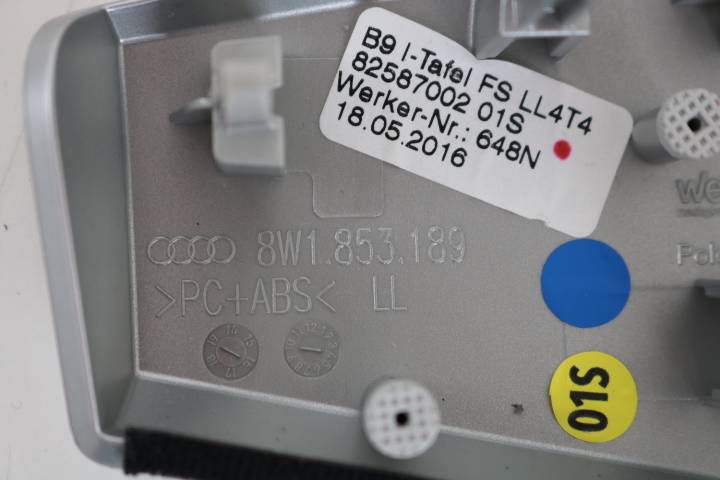 B9 I-Tafel FS LL4T4
82587002 01S
Werker-Nr.: 648N
18.05.2016
8W1.853.189
>PC+ABS< LL
01S